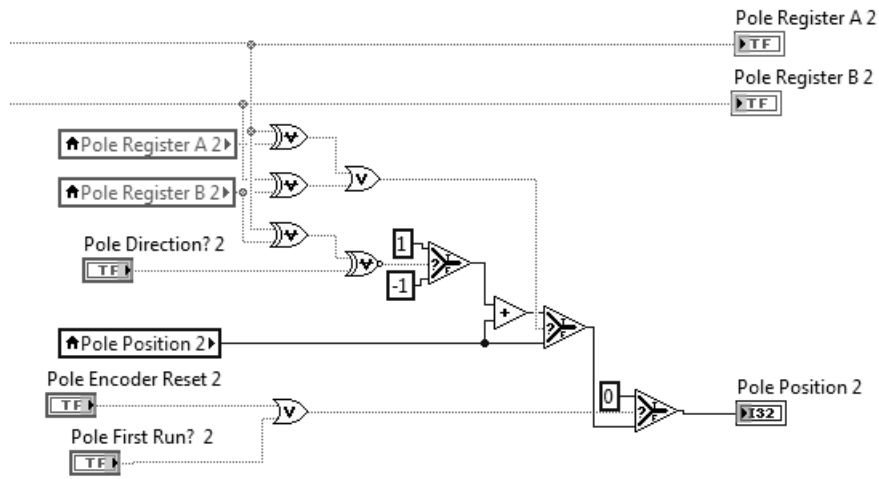 Pole Register A 2
TF
Pole Register B 2
TF
Pole Register A 2
V
V
Pole Register B 2
V
V
Pole Direction? 2
TF
V
1
? T F
-1
+
? T F
Pole Position 2
Pole Encoder Reset 2
TF
V
0
? T F
Pole Position 2
I32
Pole First Run? 2
TF